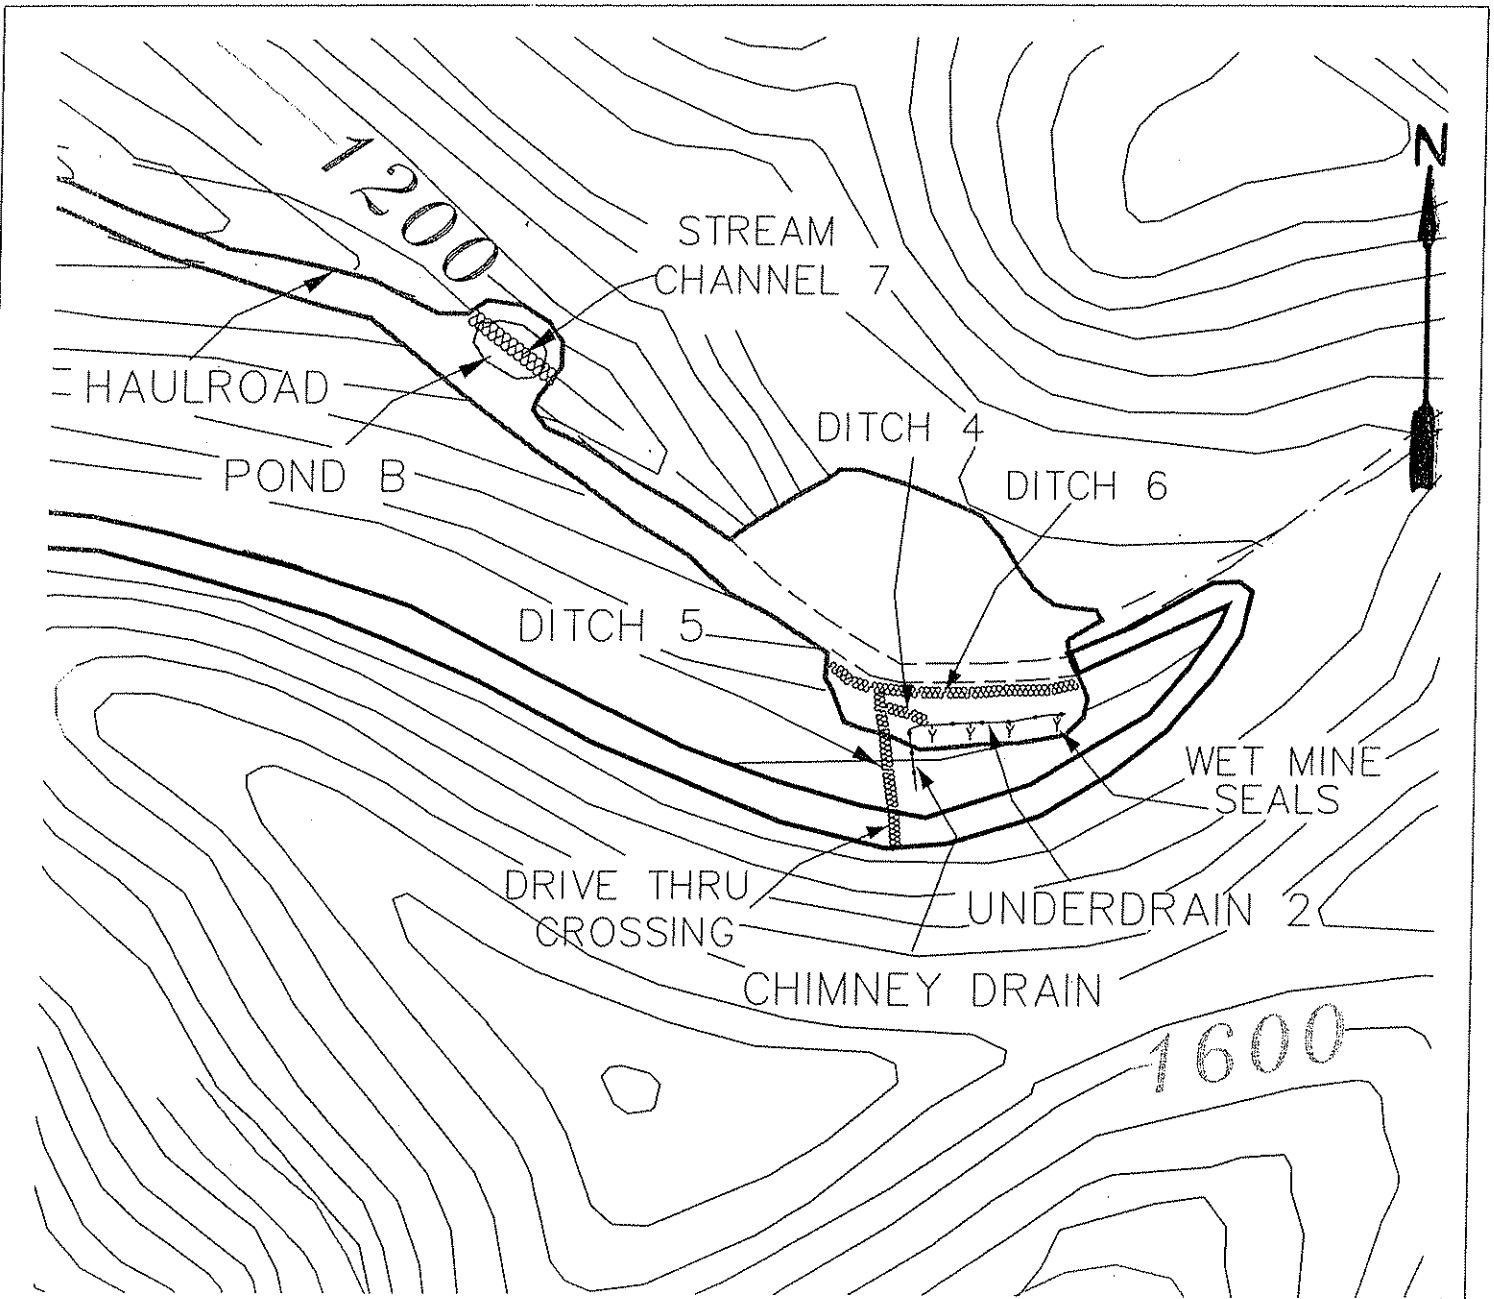 N
1200
STREAM
CHANNEL 7
HAULROAD
DITCH 4
POND B
DITCH 6
DITCH 5
WET MINE
SEALS
DRIVE THRU
CROSSING
UNDERDRAIN 2
CHIMNEY DRAIN
1600